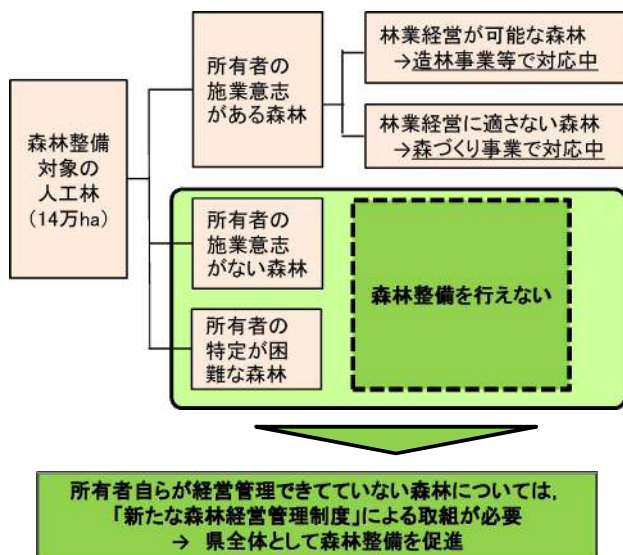 森林整備
対象の
人工林
(14万ha)
所有者の
施業意志
がある森林
林業経営が可能な森林
→造林事業等で対応中
林業経営に適さない森林
→森づくり事業で対応中
所有者の
施業意志
がない森林
所有者の
特定が困
難な森林
森林整備を行えない
所有者自らが経営管理できてていない森林については,
「新たな森林経営管理制度」による取組が必要
→ 県全体として森林整備を促進